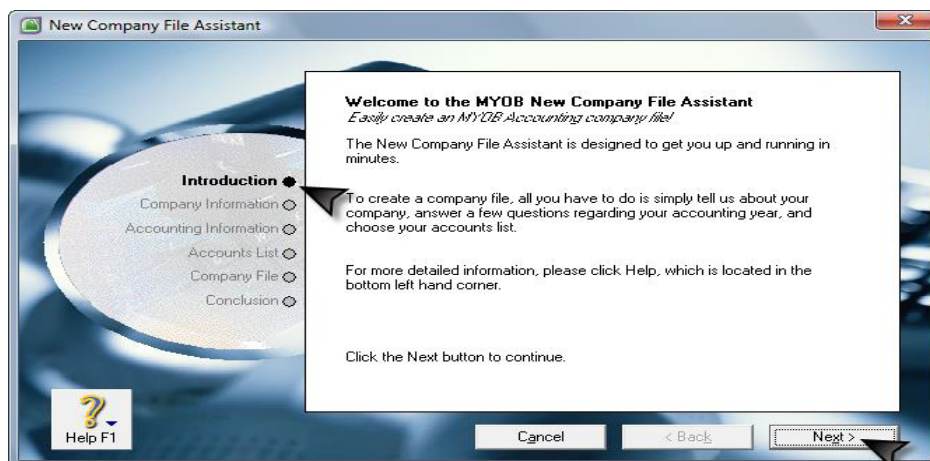 New Company File Assistant
Welcome to the MYOB New Company File Assistant
Easily create an MYOB Accounting company file!
The New Company File Assistant is designed to get you up and running in
minutes.
To create a company file, all you have to do is simply tell us about your
company, answer a few questions regarding your accounting year, and
choose your accounts list.
For more detailed information, please click Help, which is located in the
bottom left hand corner.
Click the Next button to continue.
Introduction
Company Information
Accounting Information
Accounts List
Company File
Conclusion
Help F1
Cancel
< Back
Next >